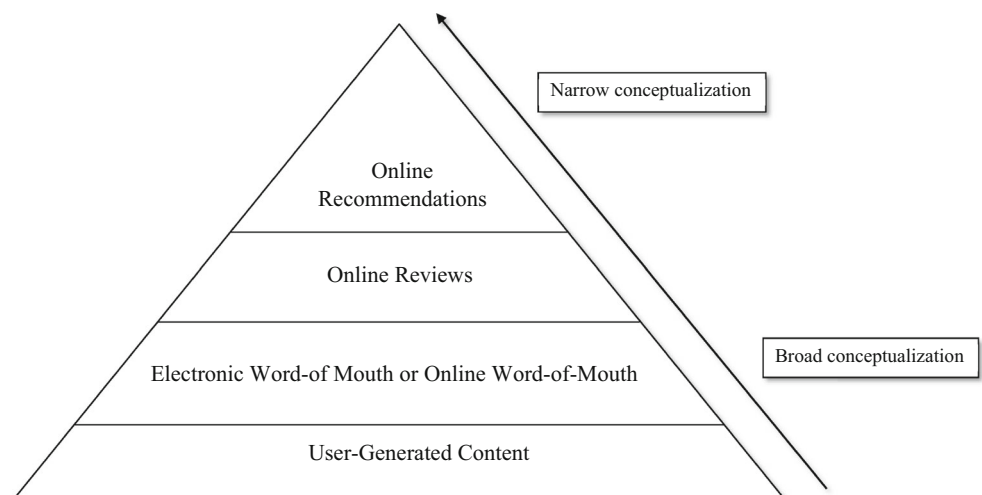 Narrow conceptualization
Online
Recommendations
Online Reviews
Broad conceptualization
Electronic Word-of Mouth or Online Word-of-Mouth
User-Generated Content